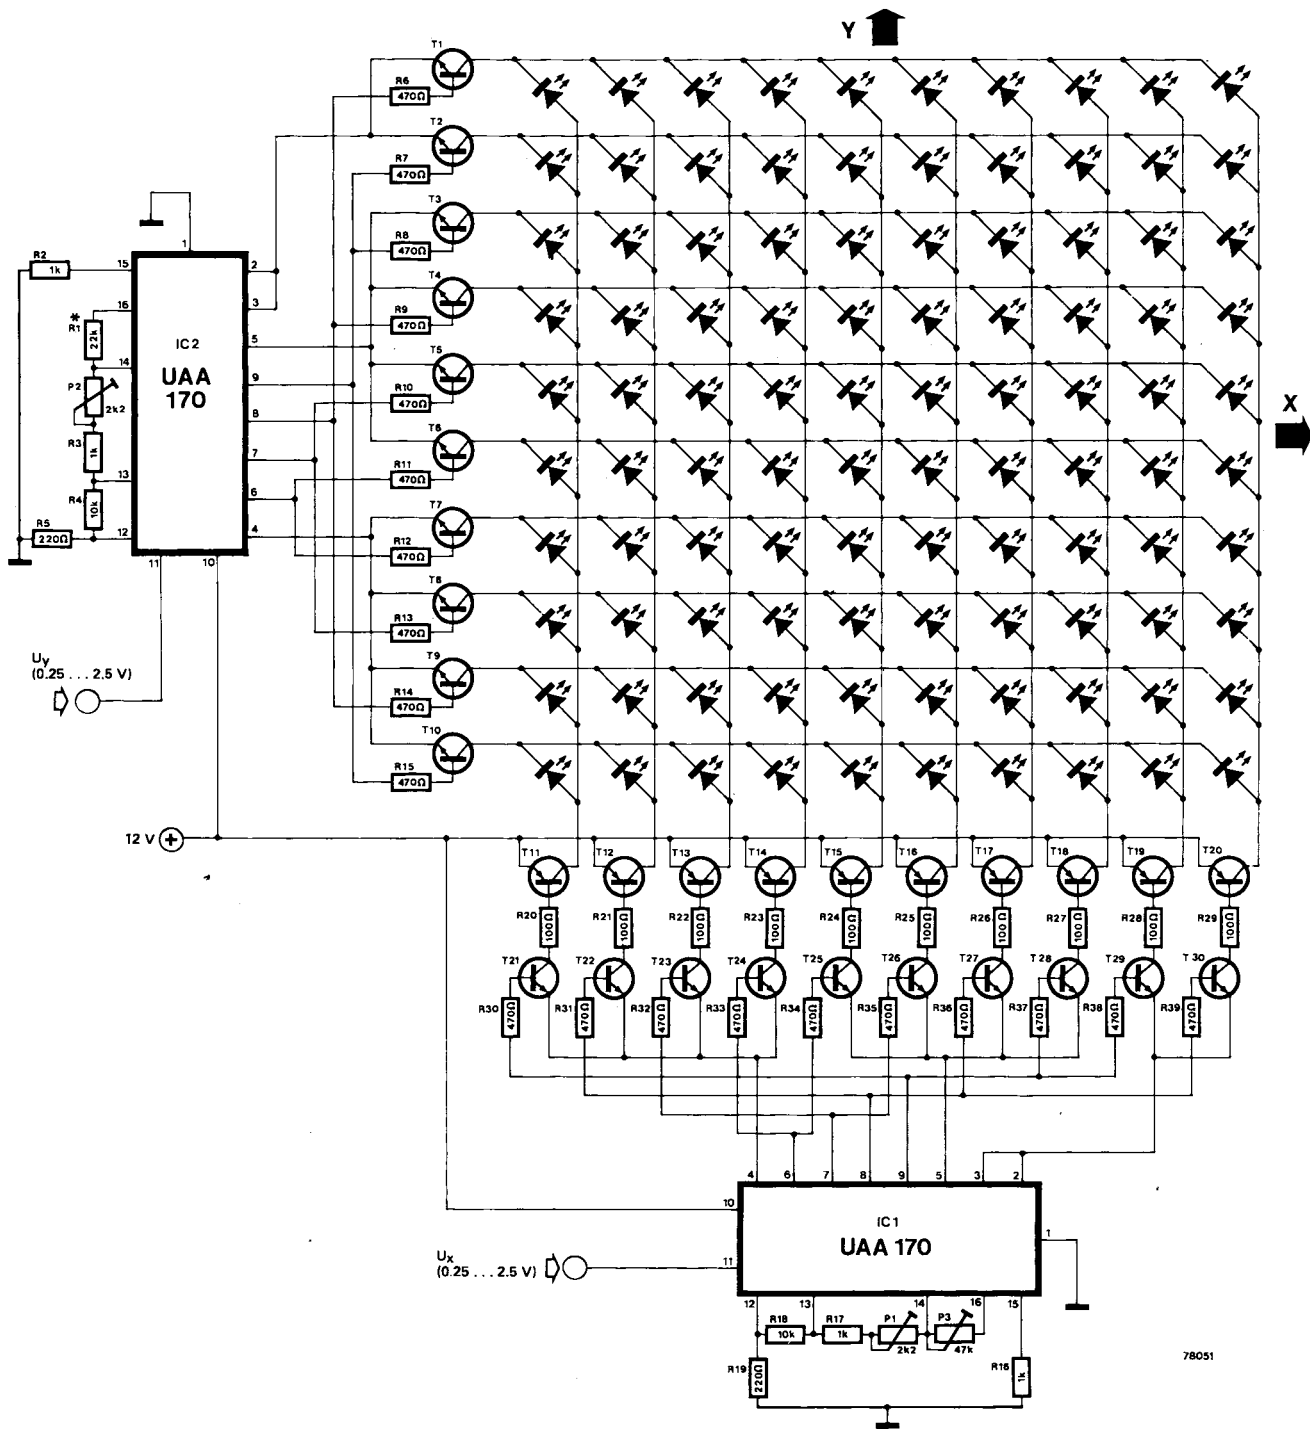 Y
X
T1
R6
470Ω
T2
R7
470Ω
T3
R8
470Ω
T4
R9
470Ω
T5
R10
470Ω
T6
R11
470Ω
T7
R12
470Ω
T8
R13
470Ω
T9
R14
470Ω
T10
R15
470Ω
R2
1k
15
16
*
R1
22k
14
P2
2k2
R3
1k
13
R4
10k
R5
220Ω
12
1
2
3
5
9
8
7
6
4
IC2
UAA
170
11
10
Uy
(0.25 ... 2.5 V)
12 V
+
T11 T12 T13 T14 T15 T16 T17 T18 T19 T20
R20 100Ω R21 100Ω R22 100Ω R23 100Ω R24 100Ω R25 100Ω R26 100Ω R27 100Ω R28 100Ω R29 100Ω
T21 T22 T23 T24 T25 T26 T27 T28 T29 T30
R30 470Ω R31 470Ω R32 470Ω R33 470Ω R34 470Ω R35 470Ω R36 470Ω R37 470Ω R38 470Ω R39 470Ω
4 6 7 8 9 5 3 2
10
IC1
UAA 170
1
Ux
(0.25 ... 2.5 V)
11
12 13 14 16 15
R18
10k
R17
1k
P1
2k2
P3
47k
R19
220Ω
R16
1k
78051